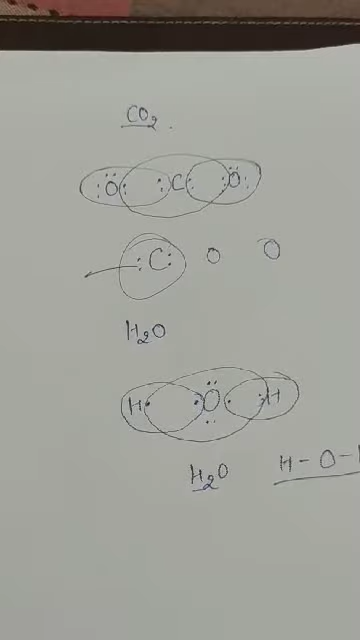 CO₂
:Ö: :C: :Ö:
:C: O O
H₂O
H· ·Ö· :H
H₂O H-O-